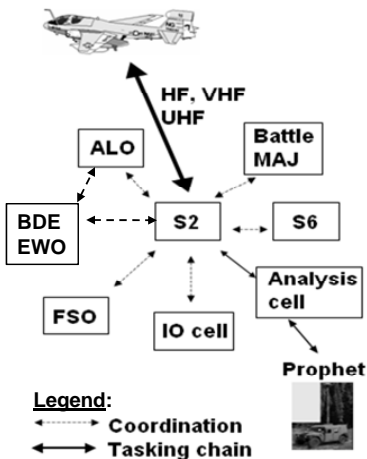 HF, VHF
UHF
ALO
Battle
MAJ
BDE
EWO
S2
S6
Analysis
cell
FSO
IO cell
Prophet
Legend:
Coordination
Tasking chain